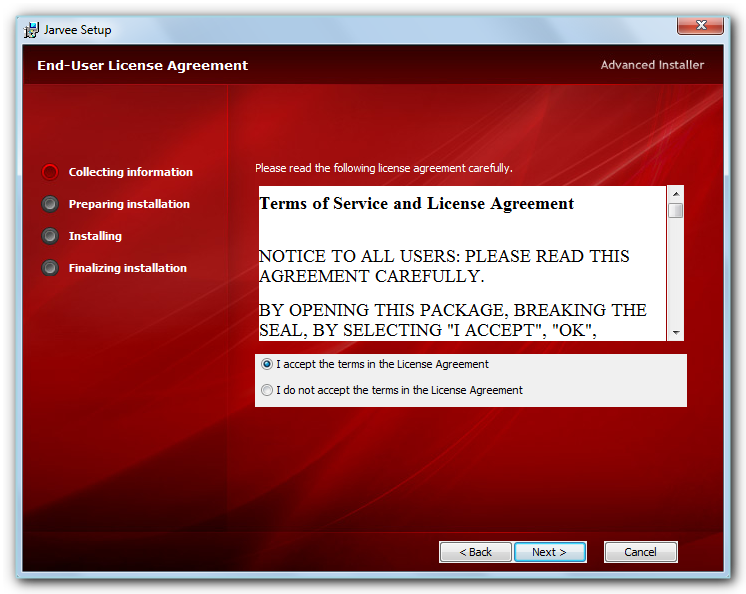 Jarvee Setup
End-User License Agreement
Advanced Installer
Collecting information
Preparing installation
Installing
Finalizing installation
Please read the following license agreement carefully.
Terms of Service and License Agreement
NOTICE TO ALL USERS: PLEASE READ THIS
AGREEMENT CAREFULLY.
BY OPENING THIS PACKAGE, BREAKING THE
SEAL, BY SELECTING "I ACCEPT", "OK",
I accept the terms in the License Agreement
I do not accept the terms in the License Agreement
< Back
Next >
Cancel